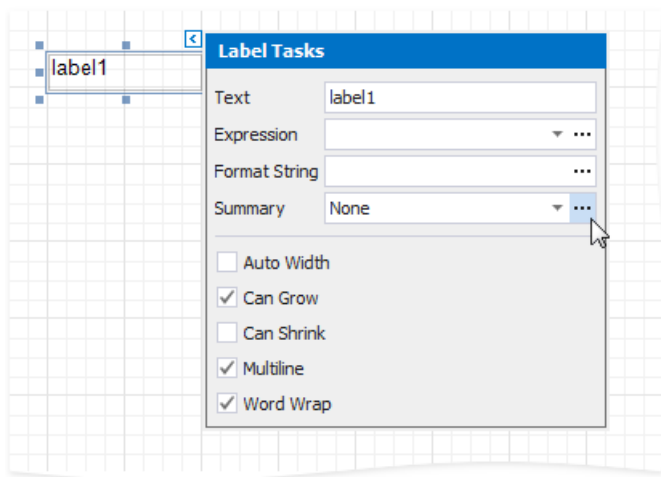 label1
Label Tasks
Text label1
Expression
Format String
Summary None
Auto Width
Can Grow
Can Shrink
Multiline
Word Wrap